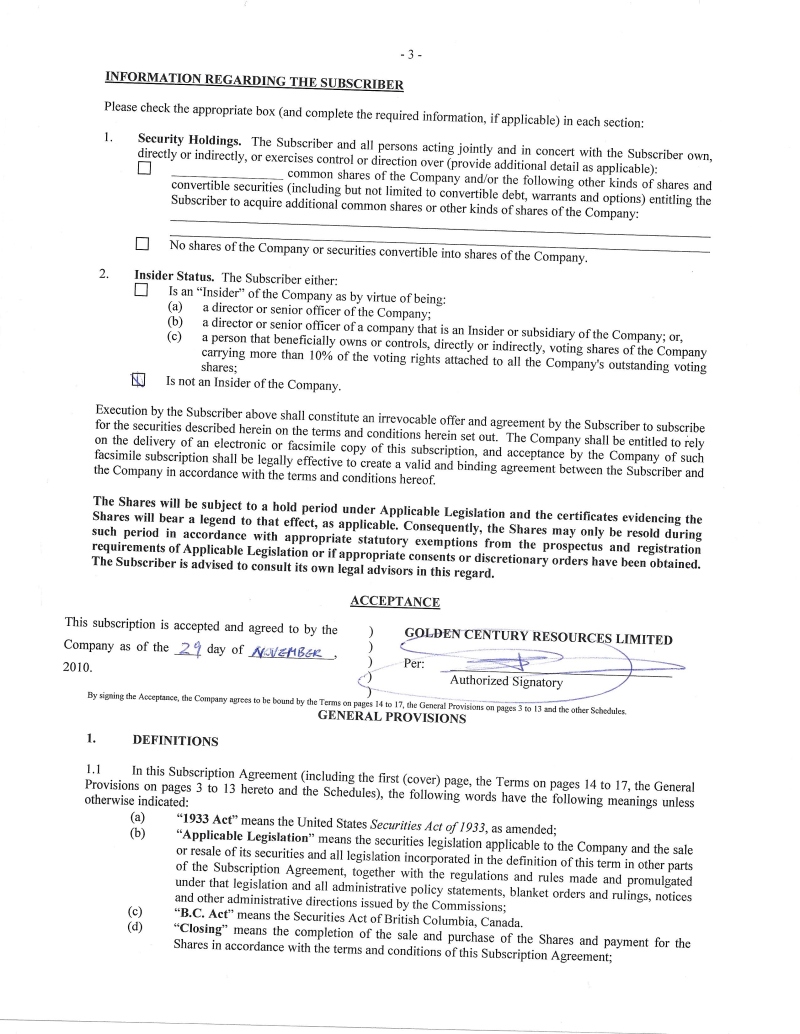 - 3 -
INFORMATION REGARDING THE SUBSCRIBER
Please check the appropriate box (and complete the required information, if applicable) in each section:
1. Security Holdings. The Subscriber and all persons acting jointly and in concert with the Subscriber own,
directly or indirectly, or exercises control or direction over (provide additional detail as applicable):
☐ ________________ common shares of the Company and/or the following other kinds of shares and
convertible securities (including but not limited to convertible debt, warrants and options) entitling the
Subscriber to acquire additional common shares or other kinds of shares of the Company:
☐ No shares of the Company or securities convertible into shares of the Company.
2. Insider Status. The Subscriber either:
☐ Is an “Insider” of the Company as by virtue of being:
(a) a director or senior officer of the Company;
(b) a director or senior officer of a company that is an Insider or subsidiary of the Company; or,
(c) a person that beneficially owns or controls, directly or indirectly, voting shares of the Company
carrying more than 10% of the voting rights attached to all the Company's outstanding voting
shares;
☑ Is not an Insider of the Company.
Execution by the Subscriber above shall constitute an irrevocable offer and agreement by the Subscriber to subscribe
for the securities described herein on the terms and conditions herein set out. The Company shall be entitled to rely
on the delivery of an electronic or facsimile copy of this subscription, and acceptance by the Company of such
facsimile subscription shall be legally effective to create a valid and binding agreement between the Subscriber and
the Company in accordance with the terms and conditions hereof.
The Shares will be subject to a hold period under Applicable Legislation and the certificates evidencing the
Shares will bear a legend to that effect, as applicable. Consequently, the Shares may only be resold during
such period in accordance with appropriate statutory exemptions from the prospectus and registration
requirements of Applicable Legislation or if appropriate consents or discretionary orders have been obtained.
The Subscriber is advised to consult its own legal advisors in this regard.
ACCEPTANCE
This subscription is accepted and agreed to by the
Company as of the 29 day of NOVEMBER,
2010.
)
)
)
)
)
GOLDEN CENTURY RESOURCES LIMITED
Per:
Authorized Signatory
By signing the Acceptance, the Company agrees to be bound by the Terms on pages 14 to 17, the General Provisions on pages 3 to 13 and the other Schedules.
GENERAL PROVISIONS
1. DEFINITIONS
1.1 In this Subscription Agreement (including the first (cover) page, the Terms on pages 14 to 17, the General
Provisions on pages 3 to 13 hereto and the Schedules), the following words have the following meanings unless
otherwise indicated:
(a) “1933 Act” means the United States Securities Act of 1933, as amended;
(b) “Applicable Legislation” means the securities legislation applicable to the Company and the sale
or resale of its securities and all legislation incorporated in the definition of this term in other parts
of the Subscription Agreement, together with the regulations and rules made and promulgated
under that legislation and all administrative policy statements, blanket orders and rulings, notices
and other administrative directions issued by the Commissions;
(c) “B.C. Act” means the Securities Act of British Columbia, Canada.
(d) “Closing” means the completion of the sale and purchase of the Shares and payment for the
Shares in accordance with the terms and conditions of this Subscription Agreement;